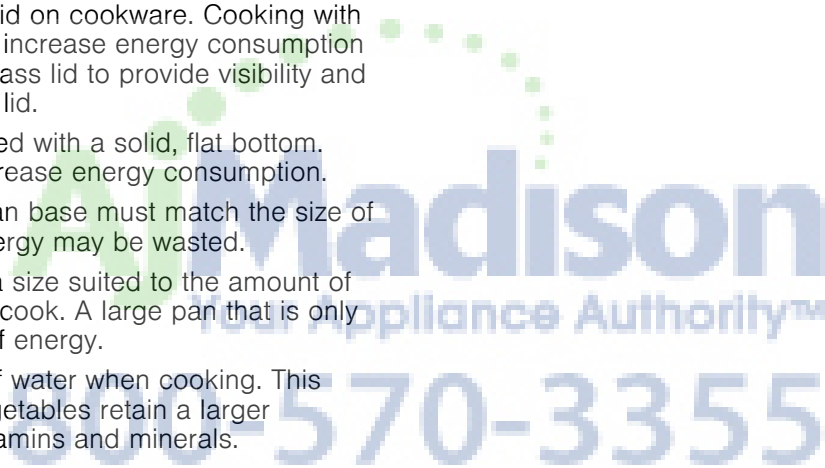 id on cookware. Cooking with
increase energy consumption
ass lid to provide visibility and
lid.
ed with a solid, flat bottom.
rease energy consumption.
an base must match the size of
ergy may be wasted.
a size suited to the amount of
cook. A large pan that is only
f energy.
f water when cooking. This
getables retain a larger
amins and minerals.
AjMadison
Your Appliance Authority™
800-570-3355